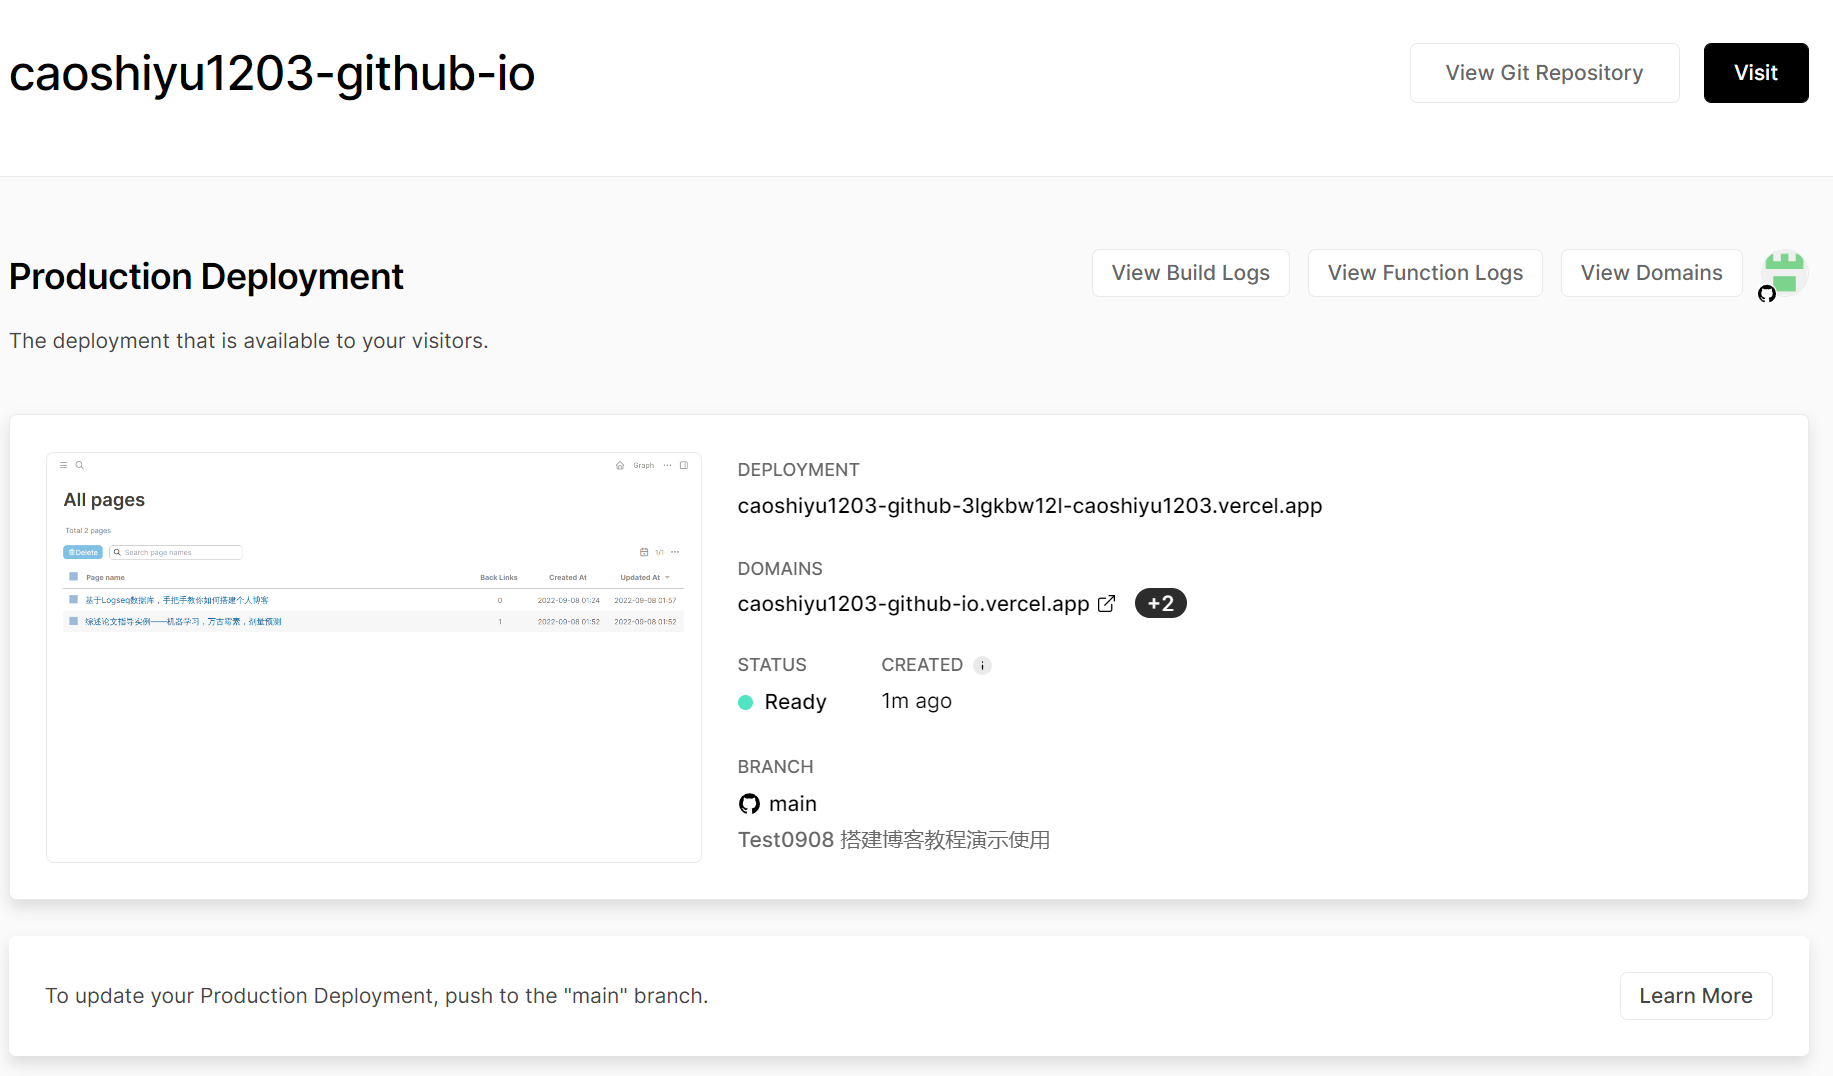 caoshiyu1203-github-io
View Git Repository
Visit
Production Deployment
View Build Logs
View Function Logs
View Domains
The deployment that is available to your visitors.
Graph
All pages
Total 2 pages
Delete
Search page names
1/1
Page name
Back Links
Created At
Updated At
基于Logseq数据库，手把手教你如何搭建个人博客
0
2022-09-08 01:24
2022-09-08 01:57
综述论文指导实例——机器学习，万古霉素，剂量预测
1
2022-09-08 01:52
2022-09-08 01:52
DEPLOYMENT
caoshiyu1203-github-3lgkbw12l-caoshiyu1203.vercel.app
DOMAINS
caoshiyu1203-github-io.vercel.app
+2
STATUS
CREATED
Ready
1m ago
BRANCH
main
Test0908 搭建博客教程演示使用
To update your Production Deployment, push to the "main" branch.
Learn More